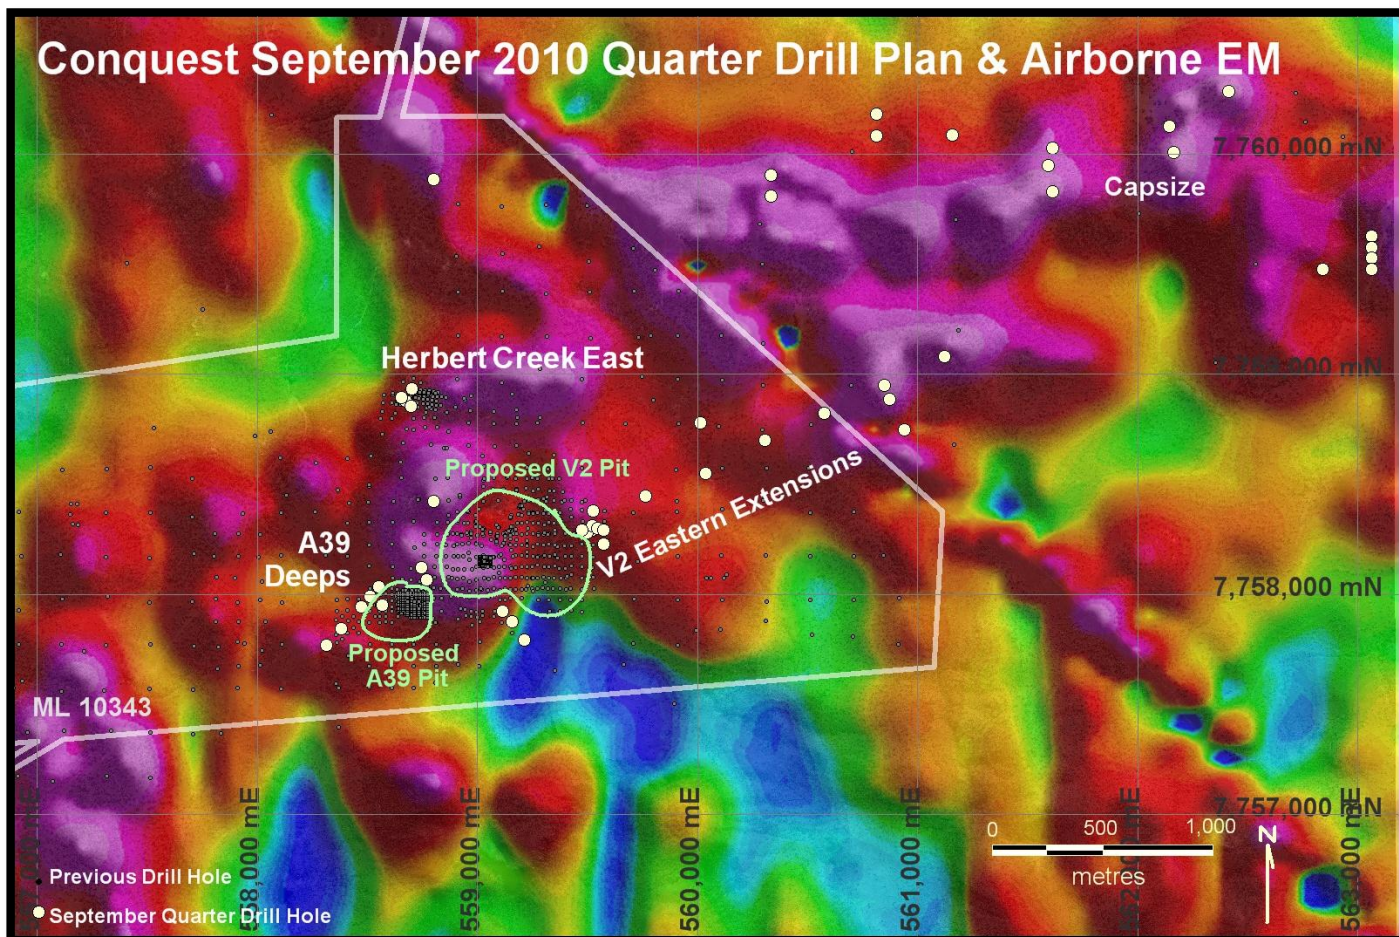 Conquest September 2010 Quarter Drill Plan & Airborne EM
7,760,000 mN
Capsize
Herbert Creek East
Proposed V2 Pit
V2 Eastern Extensions
A39
Deeps
7,758,000 mN
Proposed
A39 Pit
ML 10343
558,000 mE
559,000 mE
560,000 mE
561,000 mE
563,000 mE
7,757,000 mN
0 500 1,000
metres
N
Previous Drill Hole
September Quarter Drill Hole